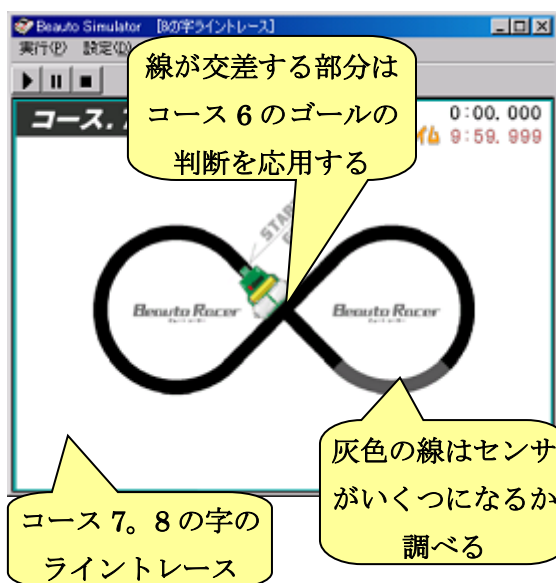 Beauto Simulator [8の字ライントレース]
実行(P) 設定(O)
線が交差する部分は
コース 6 のゴールの
判断を応用する
コース.7
0:00.000
イム 9:59.999
START
Beauto Racer
Beauto Racer
灰色の線はセンサ
がいくつになるか
調べる
コース 7。8 の字の
ライントレース